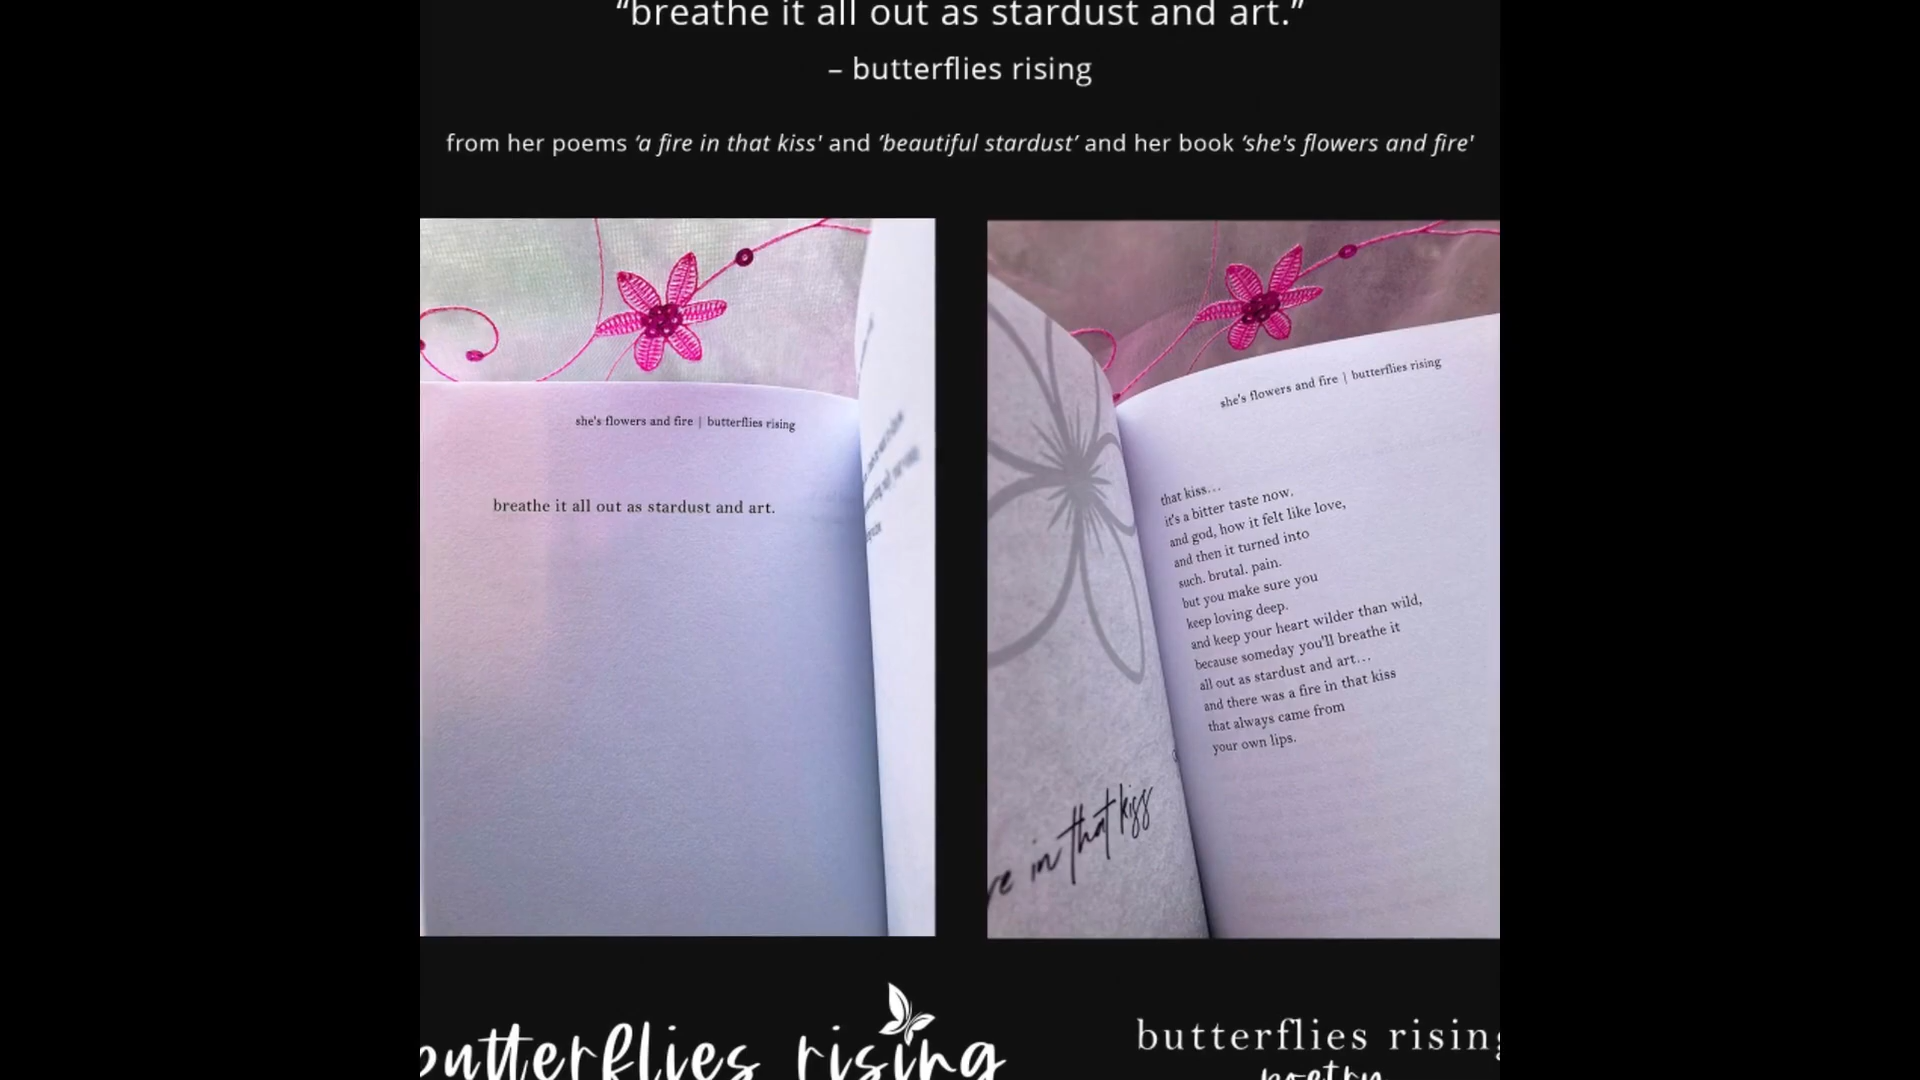 “breathe it all out as stardust and art.”
– butterflies rising
from her poems ‘a fire in that kiss' and ‘beautiful stardust’ and her book ‘she's flowers and fire'
she's flowers and fire | butterflies rising
breathe it all out as stardust and art.
she's flowers and fire | butterflies rising
that kiss...
it's a bitter taste now.
and god, how it felt like love,
and then it turned into
such. brutal. pain.
but you make sure you
keep loving deep.
and keep your heart wilder than wild,
because someday you'll breathe it
all out as stardust and art...
and there was a fire in that kiss
that always came from
your own lips.
in that kiss
butterflies rising
butterflies rising
poetry